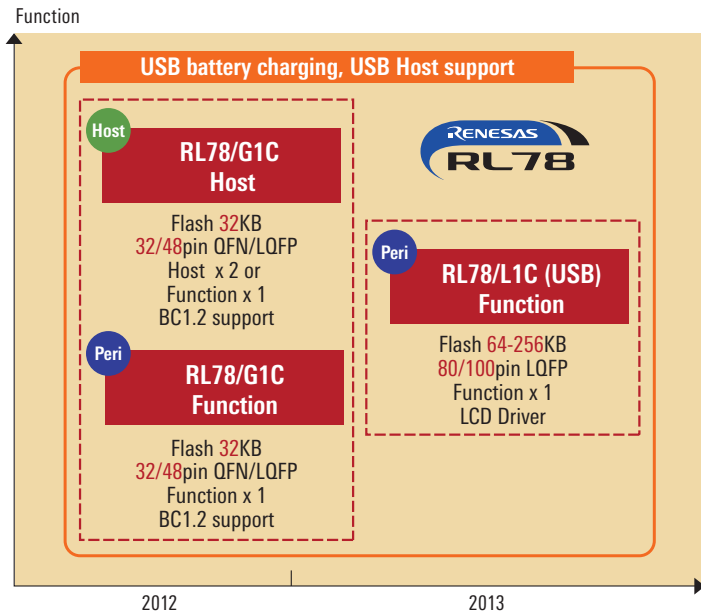 Function
USB battery charging, USB Host support
Host
RL78/G1C
Host
Flash 32KB
32/48pin QFN/LQFP
Host x 2 or
Function x 1
BC1.2 support
Peri
RL78/G1C
Function
Flash 32KB
32/48pin QFN/LQFP
Function x 1
BC1.2 support
RENESAS
RL78
Peri
RL78/L1C (USB)
Function
Flash 64-256KB
80/100pin LQFP
Function x 1
LCD Driver
2012
2013